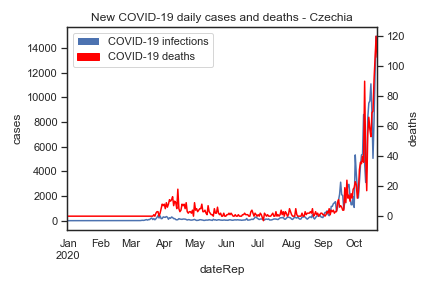 New COVID-19 daily cases and deaths - Czechia
COVID-19 infections
COVID-19 deaths
14000
12000
10000
8000
6000
4000
2000
0
cases
120
100
80
60
40
20
0
deaths
Jan Feb Mar Apr May Jun Jul Aug Sep Oct
2020
dateRep